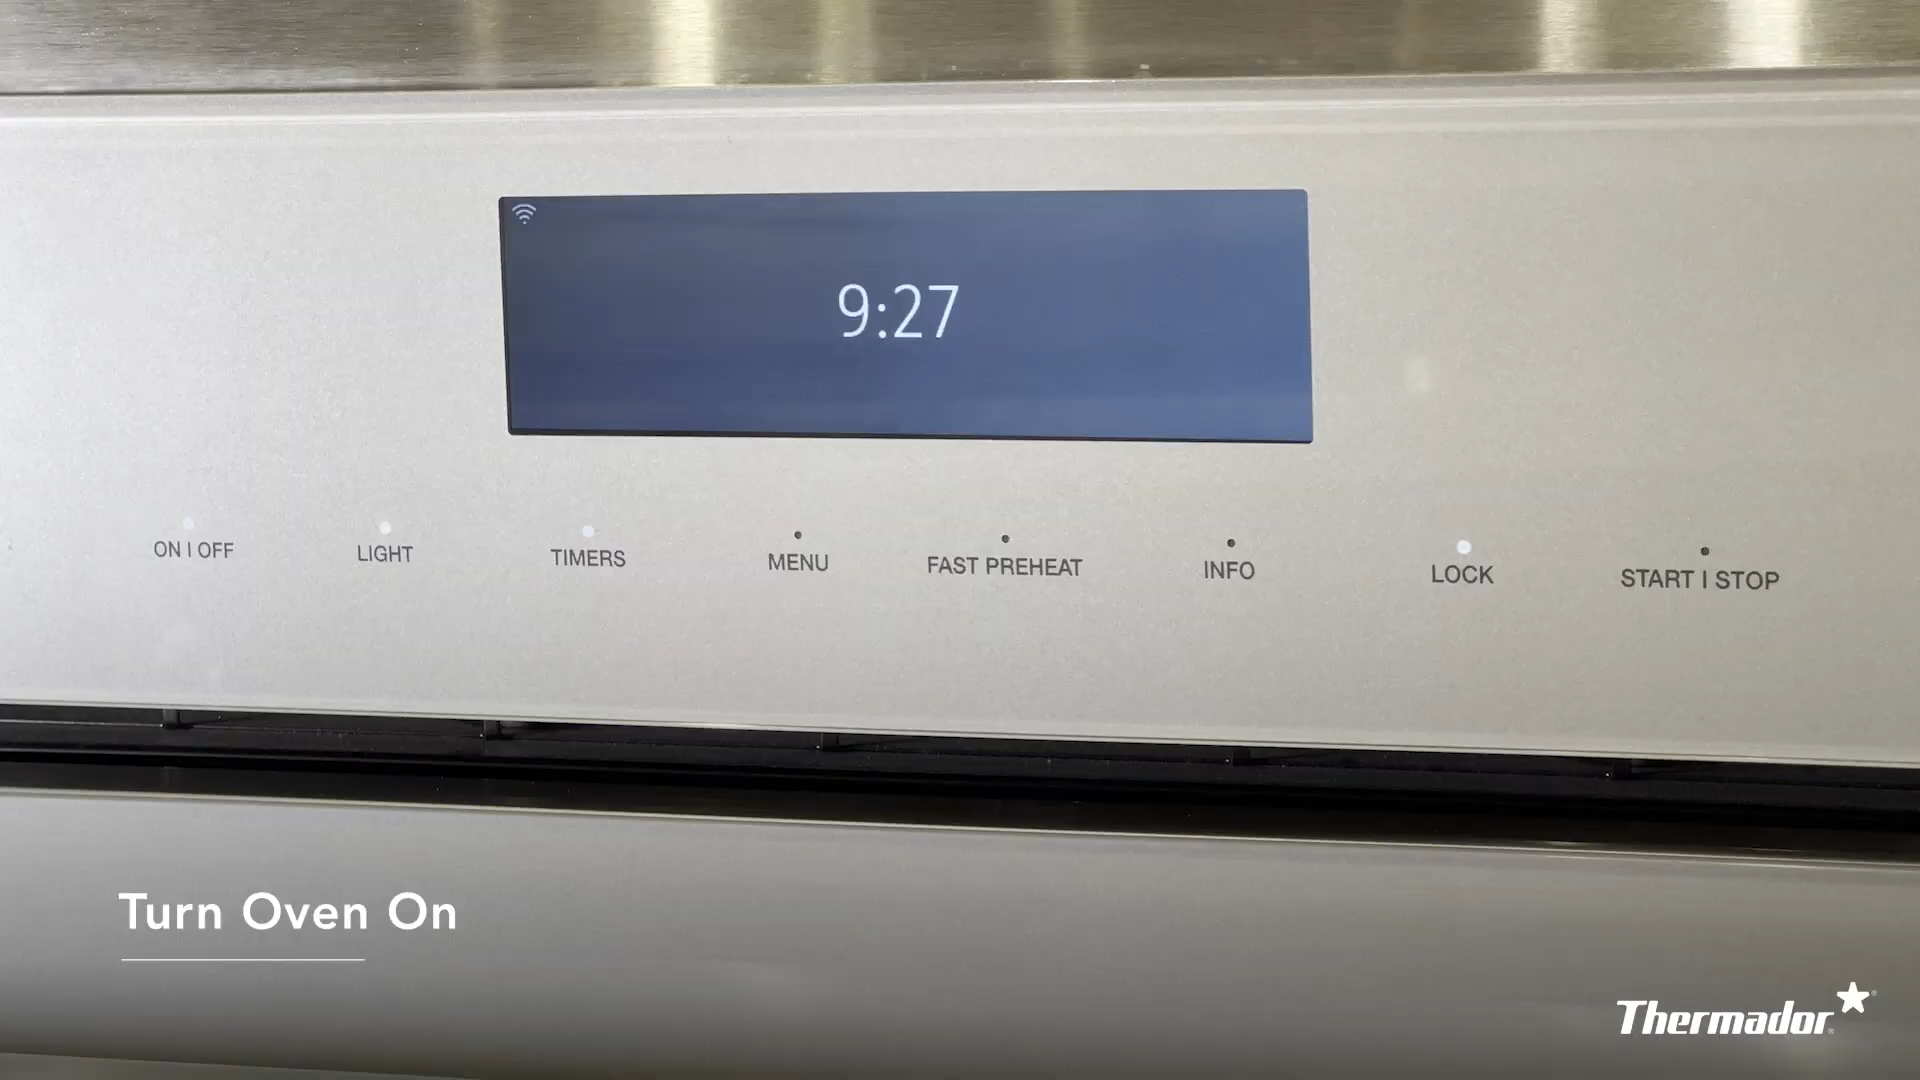 9:27
ON | OFF
LIGHT
TIMERS
MENU
FAST PREHEAT
INFO
LOCK
START | STOP
Turn Oven On
Thermador®